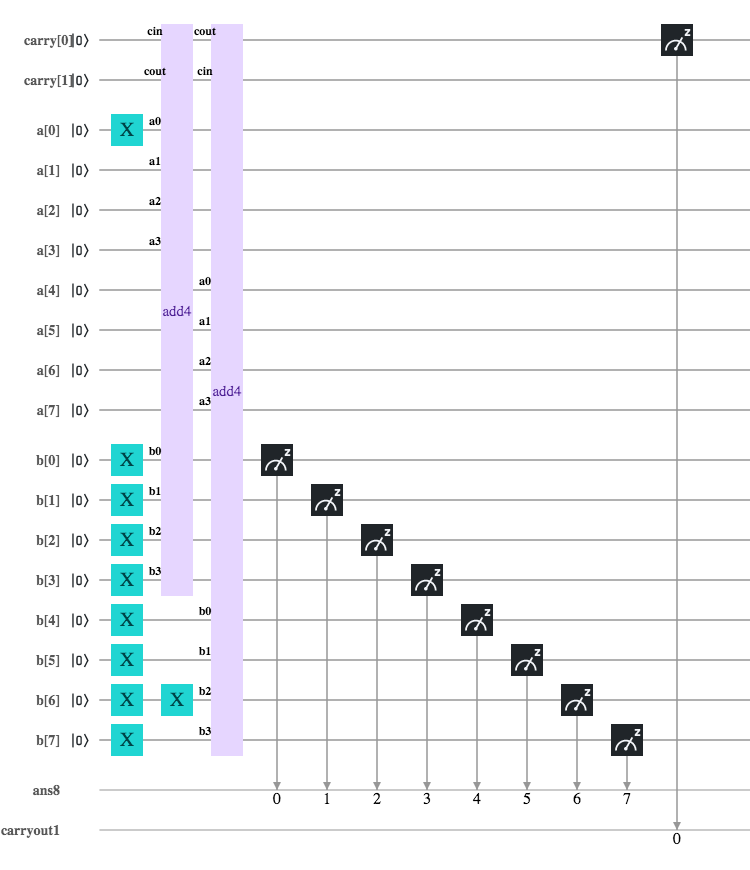 carry[0] |0⟩ cin cout z
carry[1] |0⟩ cout cin
a[0] |0⟩ X a0
a[1] |0⟩ a1
a[2] |0⟩ a2
a[3] |0⟩ a3
a[4] |0⟩ a0
add4
a[5] |0⟩ a1
a[6] |0⟩ a2
add4
a[7] |0⟩ a3
b[0] |0⟩ X b0 z
b[1] |0⟩ X b1 z
b[2] |0⟩ X b2 z
b[3] |0⟩ X b3 z
b[4] |0⟩ X b0 z
b[5] |0⟩ X b1 z
b[6] |0⟩ X X b2 z
b[7] |0⟩ X b3 z
ans8
0 1 2 3 4 5 6 7
carryout1
0